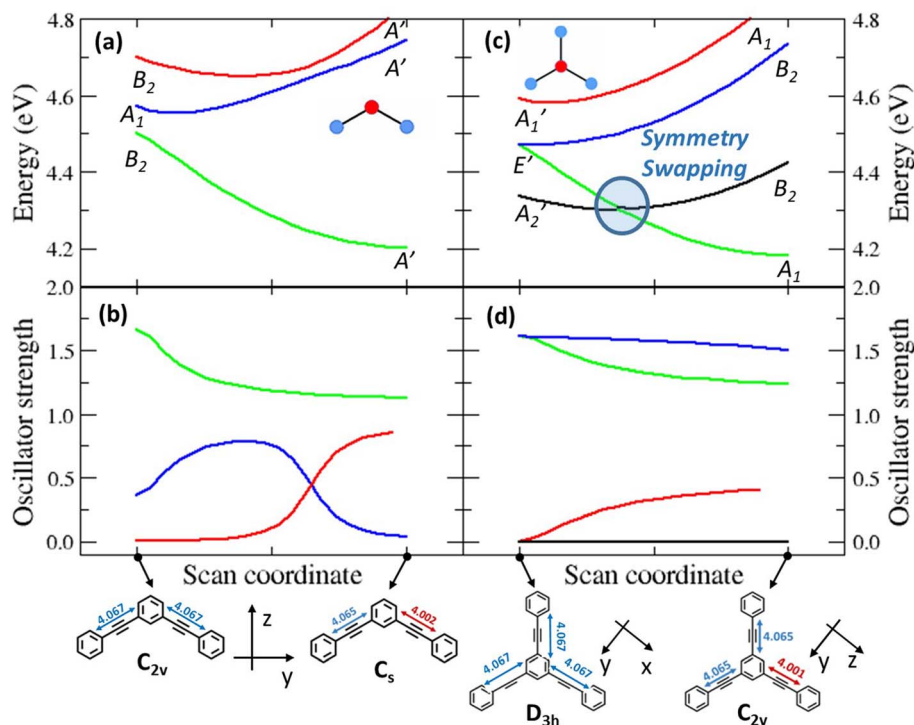 4.8
(a)
A'
A'
B2
A1
B2
A'
4.6
4.4
4.2
Energy (eV)
(c)
A1
B2
A1'
E'
A2'
Symmetry
Swapping
B2
A1
4.8
4.6
4.4
4.2
Energy (eV)
2.0
(b)
1.5
1.0
0.5
0.0
Oscillator strength
(d)
2.0
1.5
1.0
0.5
0.0
Oscillator strength
Scan coordinate
Scan coordinate
4.067
4.067
C2v
z
y
4.065
4.002
Cs
4.067
4.067
4.067
D3h
y
x
4.065
4.065
4.001
C2v
y
z